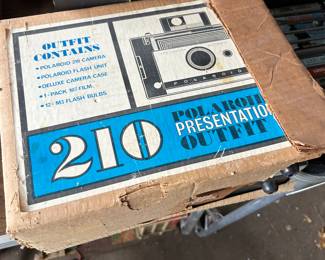 OUTFIT
CONTAINS
• POLAROID 210 CAMERA
• POLAROID FLASH UNIT
• DELUXE CAMERA CASE
• 1-PACK 107 FILM
• 12-M3 FLASH BULBS
POLAROID
210
POLAROID
PRESENTATIO
OUTFIT